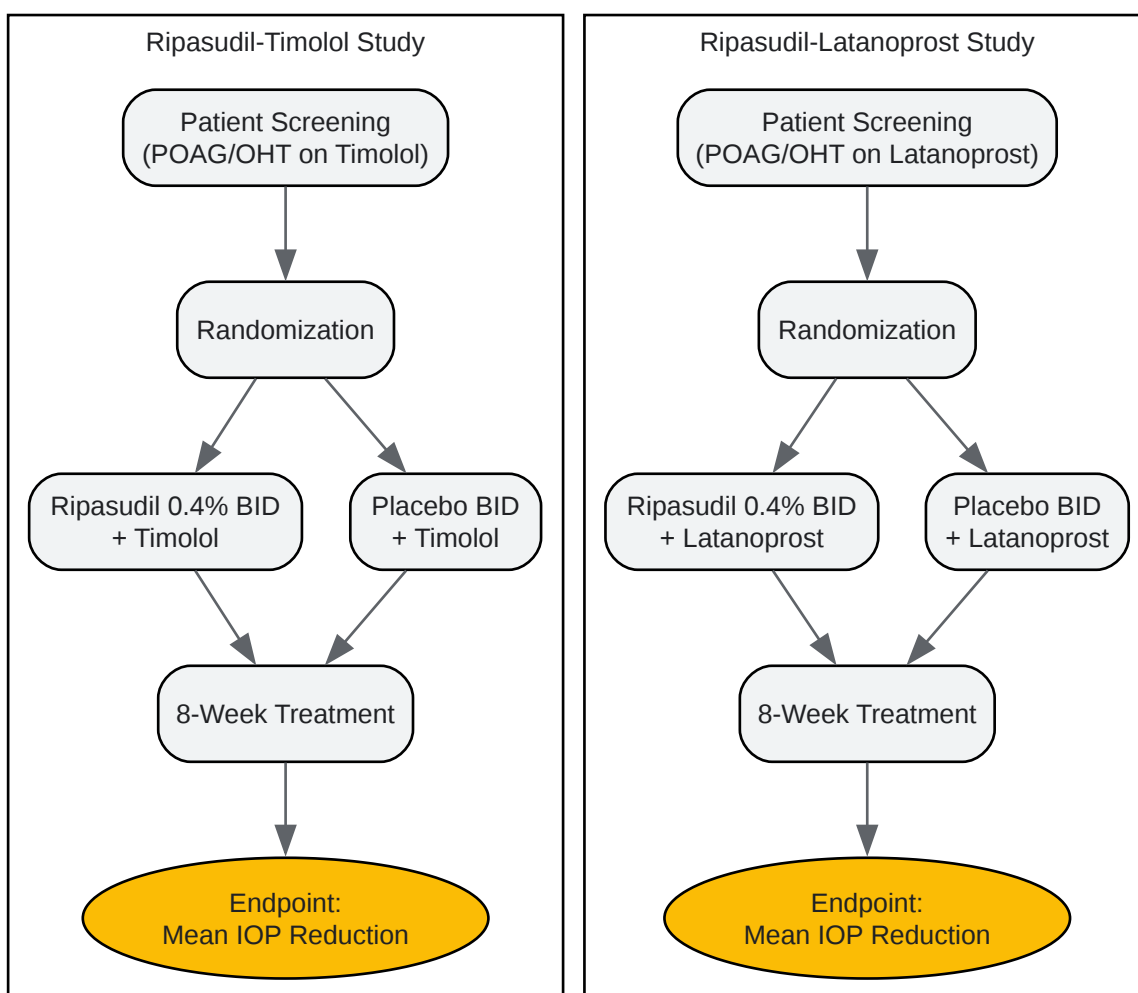 Ripasudil-Timolol Study
Patient Screening
(POAG/OHT on Timolol)
Randomization
Ripasudil 0.4% BID
+ Timolol
Placebo BID
+ Timolol
8-Week Treatment
Endpoint:
Mean IOP Reduction
Ripasudil-Latanoprost Study
Patient Screening
(POAG/OHT on Latanoprost)
Randomization
Ripasudil 0.4% BID
+ Latanoprost
Placebo BID
+ Latanoprost
8-Week Treatment
Endpoint:
Mean IOP Reduction